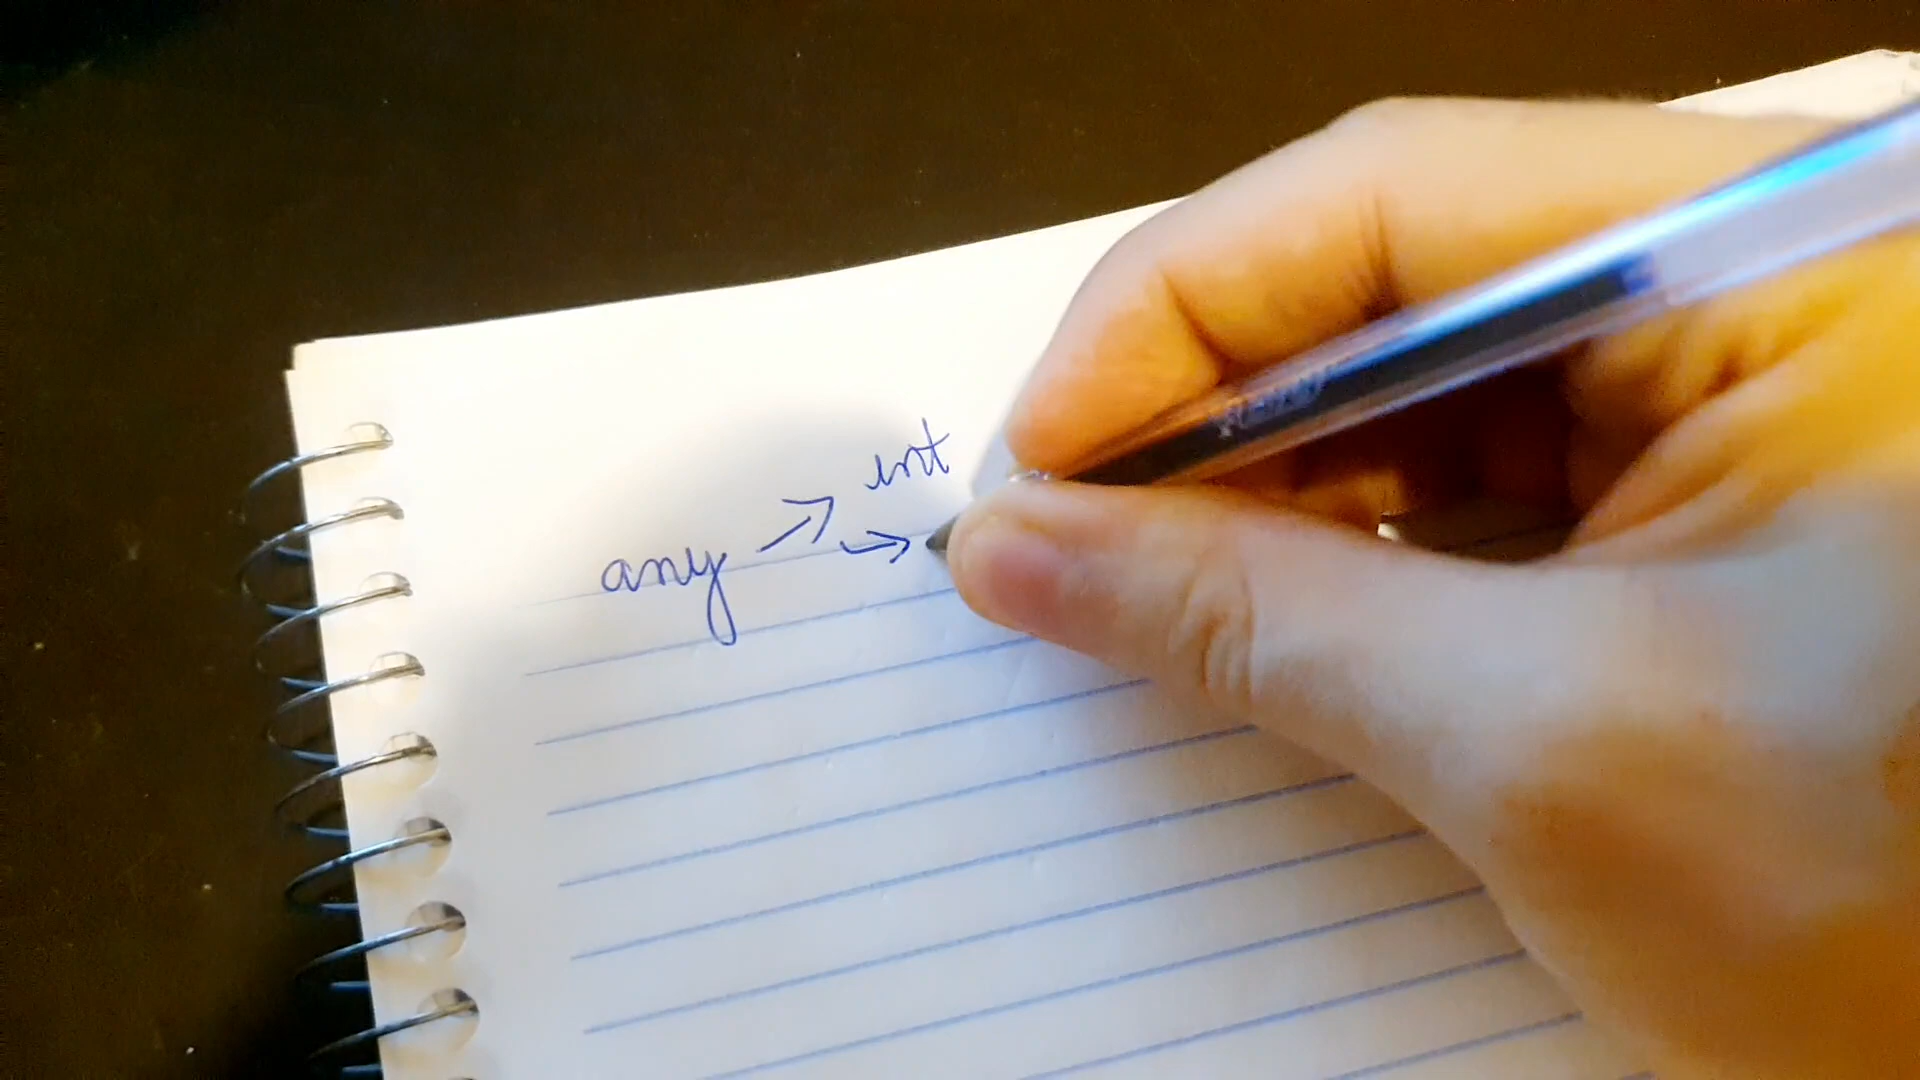 int
any → →